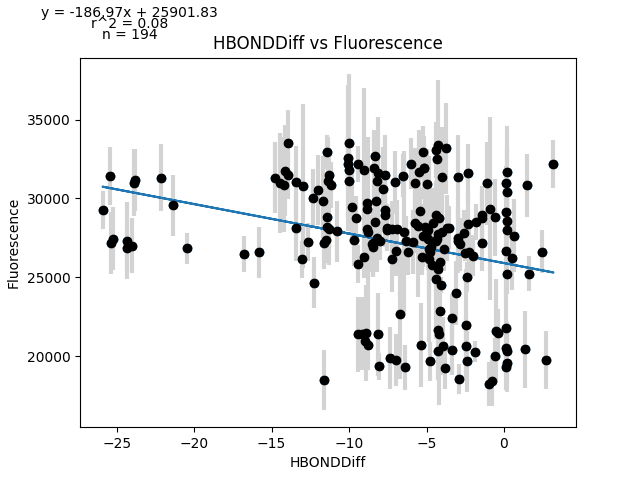 y = -186.97x + 25901.83
r^2 = 0.08
n = 194
HBONDDiff vs Fluorescence
Fluorescence
35000
30000
25000
20000
−25
−20
−15
−10
−5
0
HBONDDiff